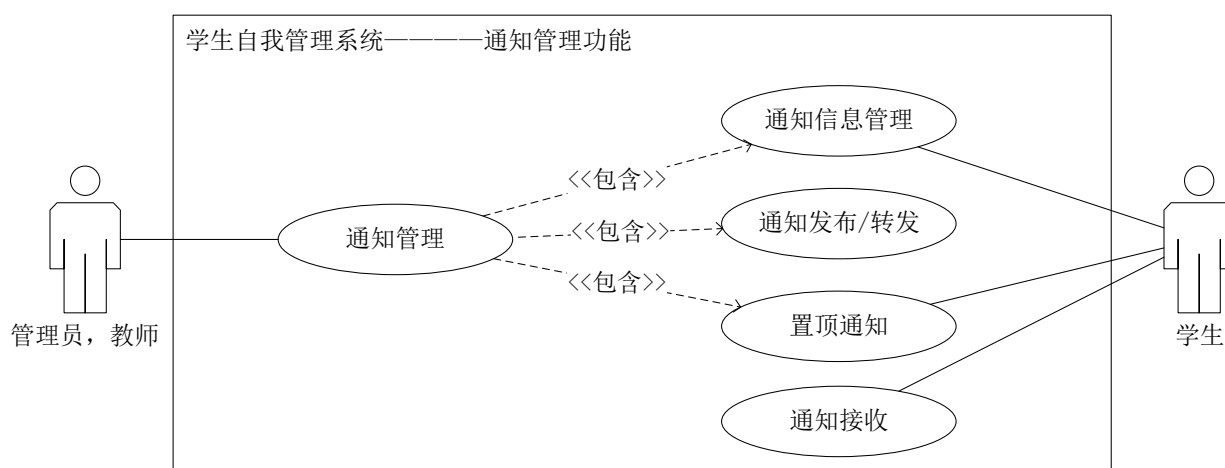 学生自我管理系统————通知管理功能
通知信息管理
<<包含>>
通知管理
<<包含>>
通知发布/转发
<<包含>>
置顶通知
管理员，教师
学生
通知接收